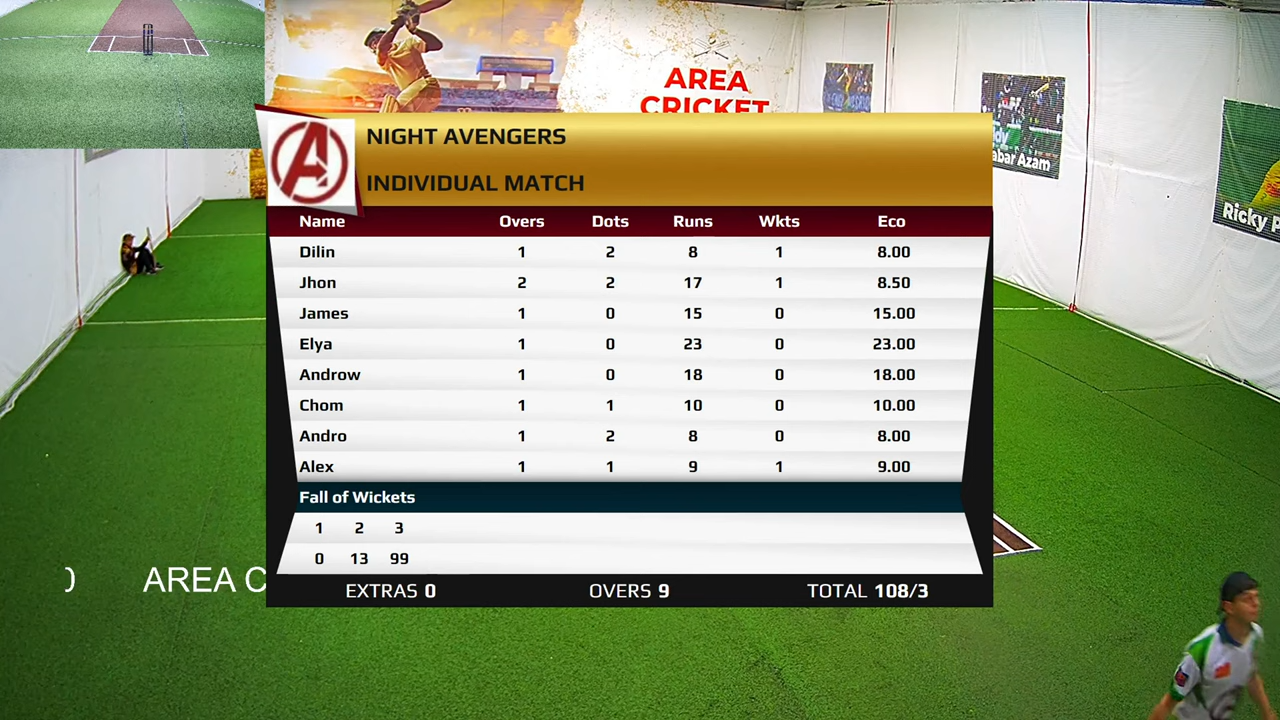 AREA
CRICKET
abar Azam
Ricky P
NIGHT AVENGERS
INDIVIDUAL MATCH
Name Overs Dots Runs Wkts Eco
Dilin 1 2 8 1 8.00
Jhon 2 2 17 1 8.50
James 1 0 15 0 15.00
Elya 1 0 23 0 23.00
Androw 1 0 18 0 18.00
Chom 1 1 10 0 10.00
Andro 1 2 8 0 8.00
Alex 1 1 9 1 9.00
Fall of Wickets
1 2 3
0 13 99
AREA C
EXTRAS 0 OVERS 9 TOTAL 108/3